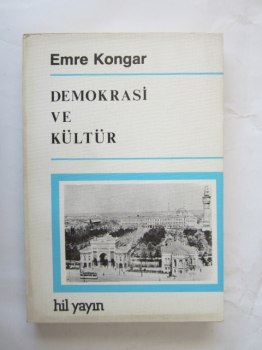 Emre Kongar
DEMOKRASİ
VE
KÜLTÜR
hil yayın